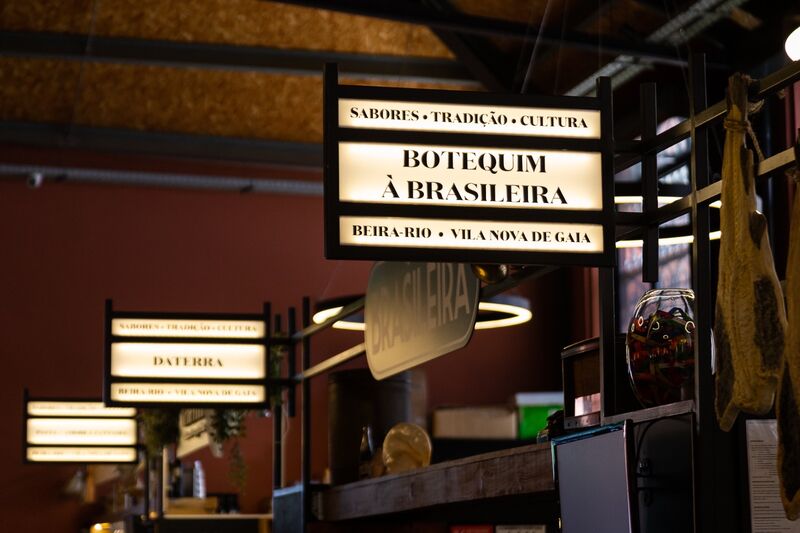 SABORES • TRADIÇÃO • CULTURA
BOTEQUIM
À BRASILEIRA
BEIRA-RIO • VILA NOVA DE GAIA
BRASILEIRA
SABORES • TRADIÇÃO • CULTURA
DATERRA
BEIRA-RIO • VILA NOVA DE GAIA